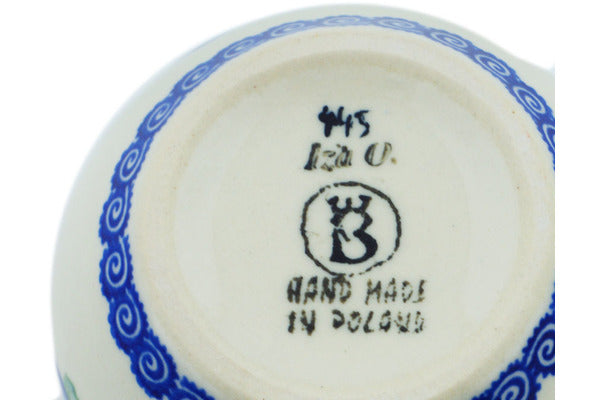 445
Iza O.
B
HAND MADE
IN POLAND